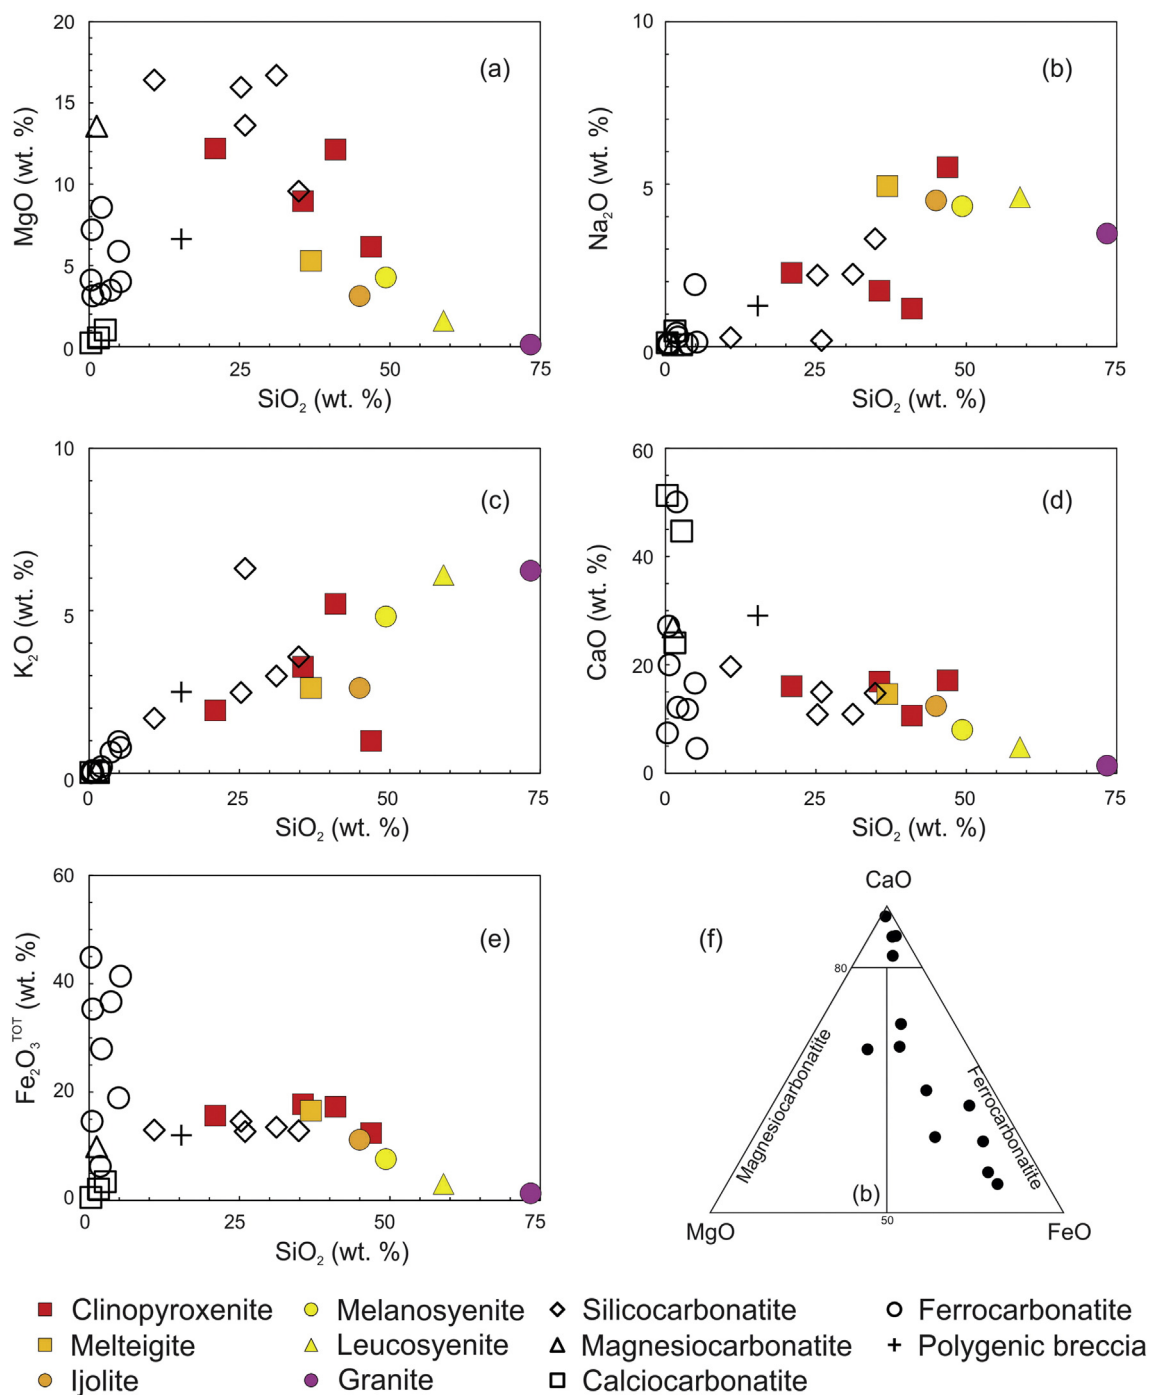 (a)
MgO (wt. %)
20
15
10
5
0
0 25 50 75
SiO₂ (wt. %)
(b)
Na₂O (wt. %)
10
5
0
0 25 50 75
SiO₂ (wt. %)
(c)
K₂O (wt. %)
10
5
0
0 25 50 75
SiO₂ (wt. %)
(d)
CaO (wt. %)
60
40
20
0
0 25 50 75
SiO₂ (wt. %)
(e)
Fe₂O₃ᵀᴼᵀ (wt. %)
60
40
20
0
0 25 50 75
SiO₂ (wt. %)
CaO
(f)
80
Magnesiocarbonatite
Ferrocarbonatite
(b)
50
MgO FeO
Clinopyroxenite Melanosyenite Silicocarbonatite Ferrocarbonatite
Melteigite Leucosyenite Magnesiocarbonatite Polygenic breccia
Ijolite Granite Calciocarbonatite